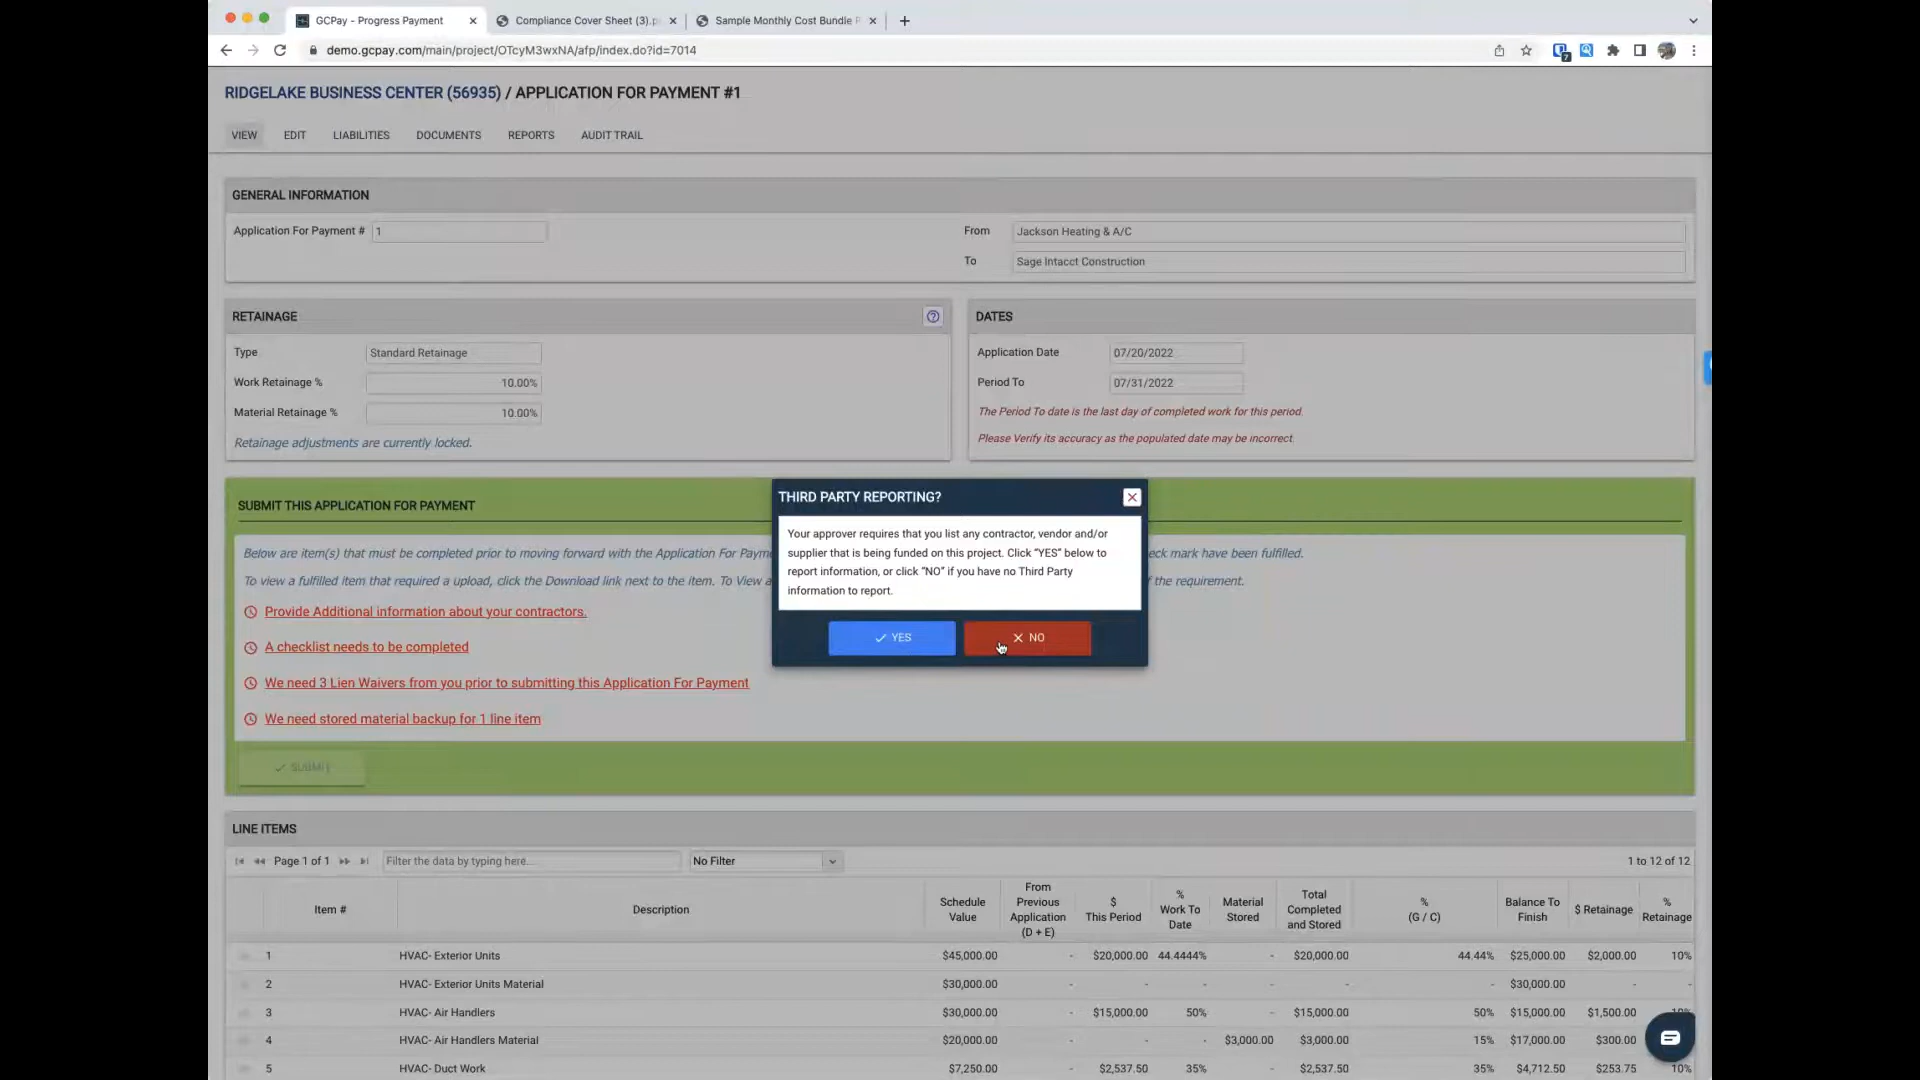 GCPay - Progress Payment
Compliance Cover Sheet (3).p
Sample Monthly Cost Bundle
demo.gcpay.com/main/project/OTcyM3wxNA/afp/index.do?id=7014
RIDGELAKE BUSINESS CENTER (56935) / APPLICATION FOR PAYMENT #1
VIEW EDIT LIABILITIES DOCUMENTS REPORTS AUDIT TRAIL
GENERAL INFORMATION
Application For Payment # 1
From Jackson Heating & A/C
To Sage Intacct Construction
RETAINAGE
Type Standard Retainage
Work Retainage % 10.00%
Material Retainage % 10.00%
Retainage adjustments are currently locked.
DATES
Application Date 07/20/2022
Period To 07/31/2022
The Period To date is the last day of completed work for this period.
Please Verify its accuracy as the populated date may be incorrect.
SUBMIT THIS APPLICATION FOR PAYMENT
Below are item(s) that must be completed prior to moving forward with the Application For Paym
eck mark have been fulfilled.
To view a fulfilled item that required a upload, click the Download link next to the item. To View a
f the requirement.
Provide Additional information about your contractors.
A checklist needs to be completed
We need 3 Lien Waivers from you prior to submitting this Application For Payment
We need stored material backup for 1 line item
SUBMIT
THIRD PARTY REPORTING?
Your approver requires that you list any contractor, vendor and/or
supplier that is being funded on this project. Click "YES" below to
report information, or click "NO" if you have no Third Party
information to report.
YES NO
LINE ITEMS
Page 1 of 1 Filter the data by typing here... No Filter 1 to 12 of 12
Item # Description Schedule Value From Previous Application (D + E) $ This Period % Work To Date Material Stored Total Completed and Stored % (G / C) Balance To Finish $ Retainage % Retainage
1 HVAC- Exterior Units $45,000.00 - $20,000.00 44.4444% - $20,000.00 44.44% $25,000.00 $2,000.00 10%
2 HVAC- Exterior Units Material $30,000.00 - - - - - - $30,000.00 - -
3 HVAC- Air Handlers $30,000.00 - $15,000.00 50% - $15,000.00 50% $15,000.00 $1,500.00 10%
4 HVAC- Air Handlers Material $20,000.00 - - - $3,000.00 $3,000.00 15% $17,000.00 $300.00
5 HVAC- Duct Work $7,250.00 - $2,537.50 35% - $2,537.50 35% $4,712.50 $253.75 10%